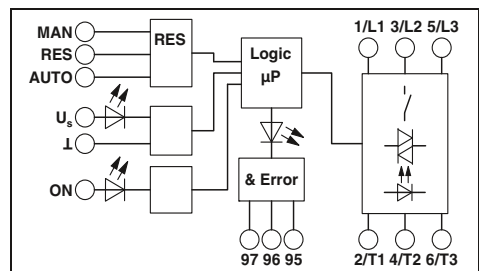 MAN
RES
AUTO
RES
Logic
µP
1/L1 3/L2 5/L3
Us
⊥
ON
& Error
97 96 95
2/T1 4/T2 6/T3